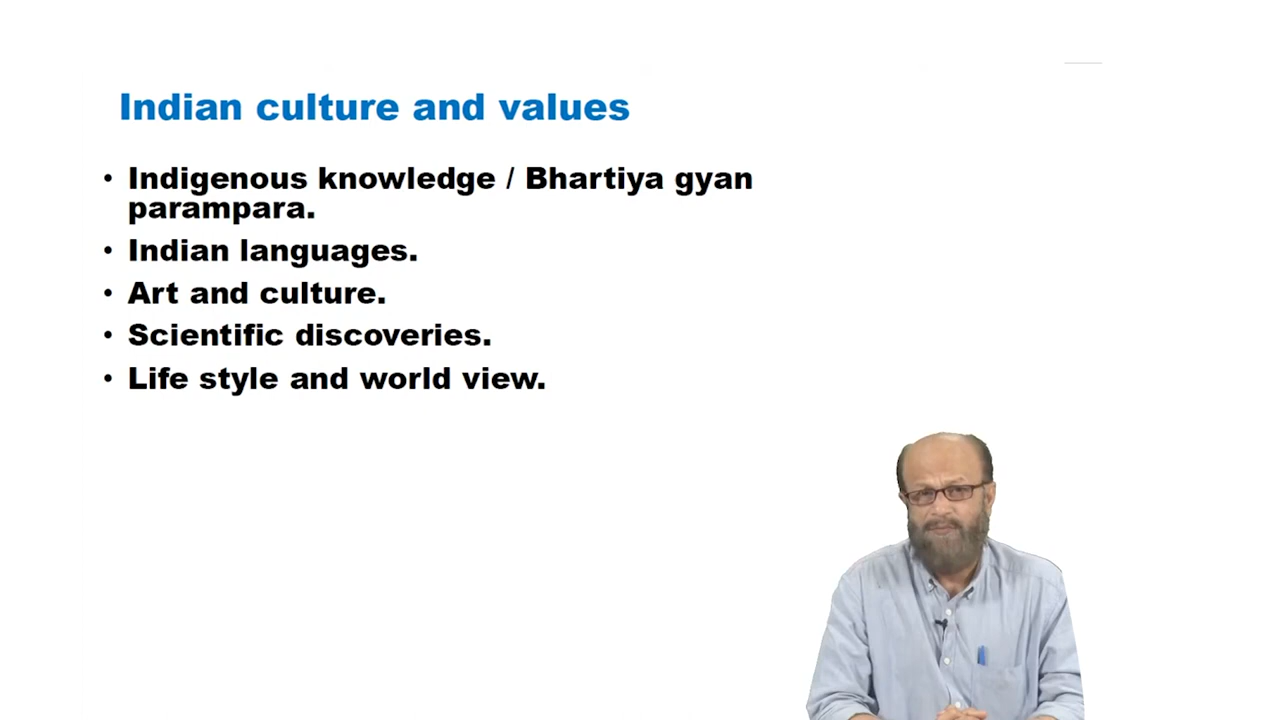 Indian culture and values
• Indigenous knowledge / Bhartiya gyan
parampara.
• Indian languages.
• Art and culture.
• Scientific discoveries.
• Life style and world view.